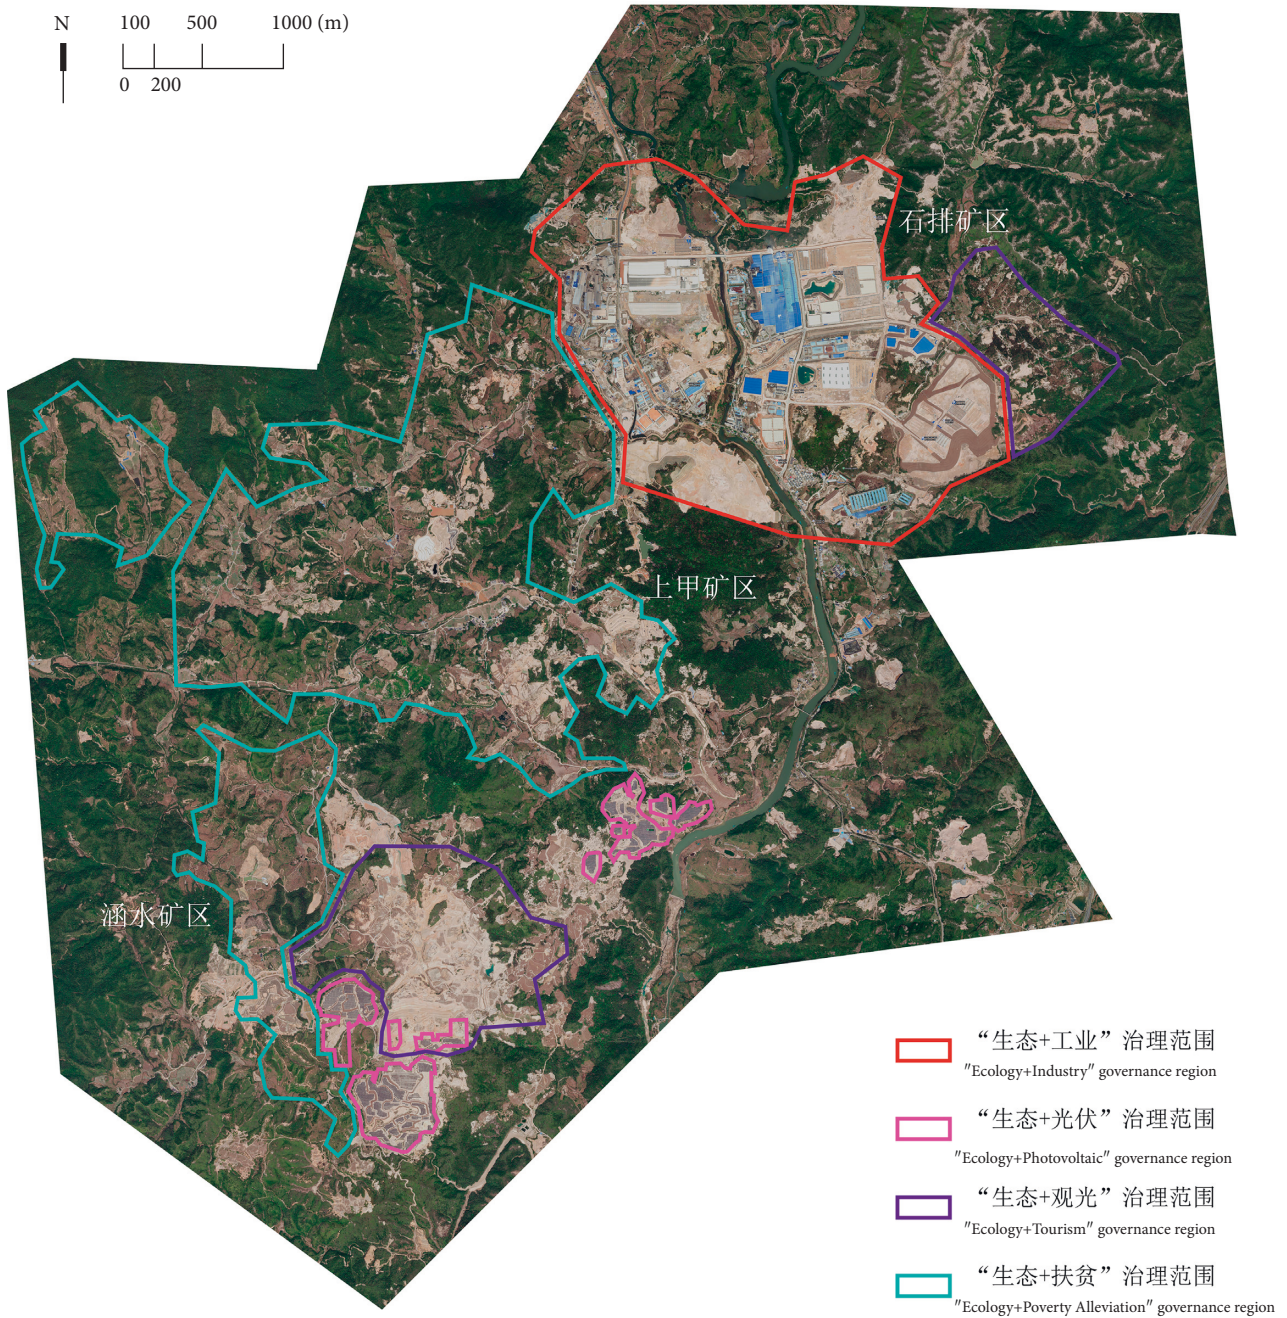 N
100 500 1000 (m)
0 200
石排矿区
上甲矿区
涵水矿区
“生态+工业”治理范围
"Ecology+Industry" governance region
“生态+光伏”治理范围
"Ecology+Photovoltaic" governance region
“生态+观光”治理范围
"Ecology+Tourism" governance region
“生态+扶贫”治理范围
"Ecology+Poverty Alleviation" governance region